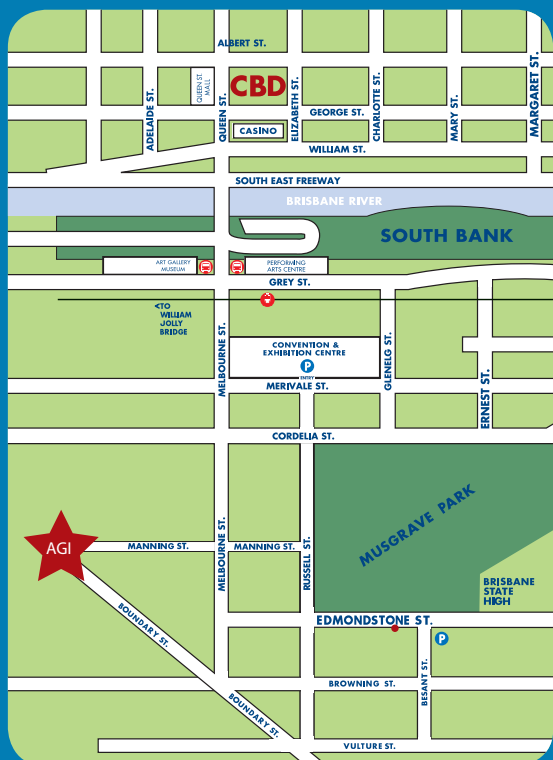 ALBERT ST.
QUEEN ST.
MALL
CBD
ADELAIDE ST.
QUEEN ST.
ELIZABETH ST.
CHARLOTTE ST.
MARY ST.
MARGARET ST.
GEORGE ST.
CASINO
WILLIAM ST.
SOUTH EAST FREEWAY
BRISBANE RIVER
SOUTH BANK
ART GALLERY
MUSEUM
PERFORMING
ARTS CENTRE
GREY ST.
<TO
WILLIAM
JOLLY
BRIDGE
MELBOURNE ST.
CONVENTION &
EXHIBITION CENTRE
P
ENTRY
GLENELG ST.
ERNEST ST.
MERIVALE ST.
CORDELIA ST.
MUSGRAVE PARK
AGI
MANNING ST.
MELBOURNE ST.
MANNING ST.
RUSSELL ST.
BRISBANE
STATE
HIGH
BOUNDARY ST.
EDMONDSTONE ST.
P
BESANT ST.
BROWNING ST.
BOUNDARY ST.
VULTURE ST.